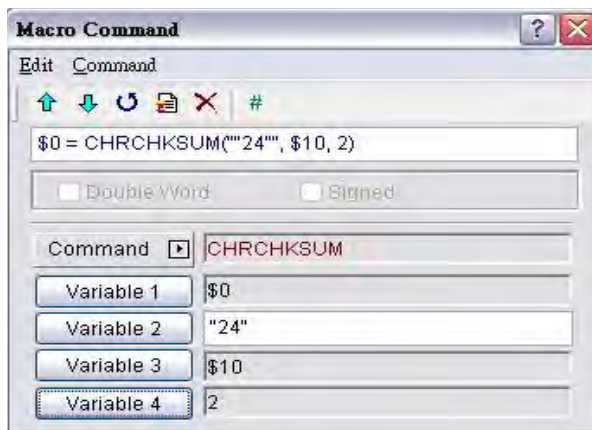 Macro Command
Edit Command
#
$0 = CHRCHKSUM(""24"", $10, 2)
Double Word Signed
Command CHRCHKSUM
Variable 1 $0
Variable 2 "24"
Variable 3 $10
Variable 4 2